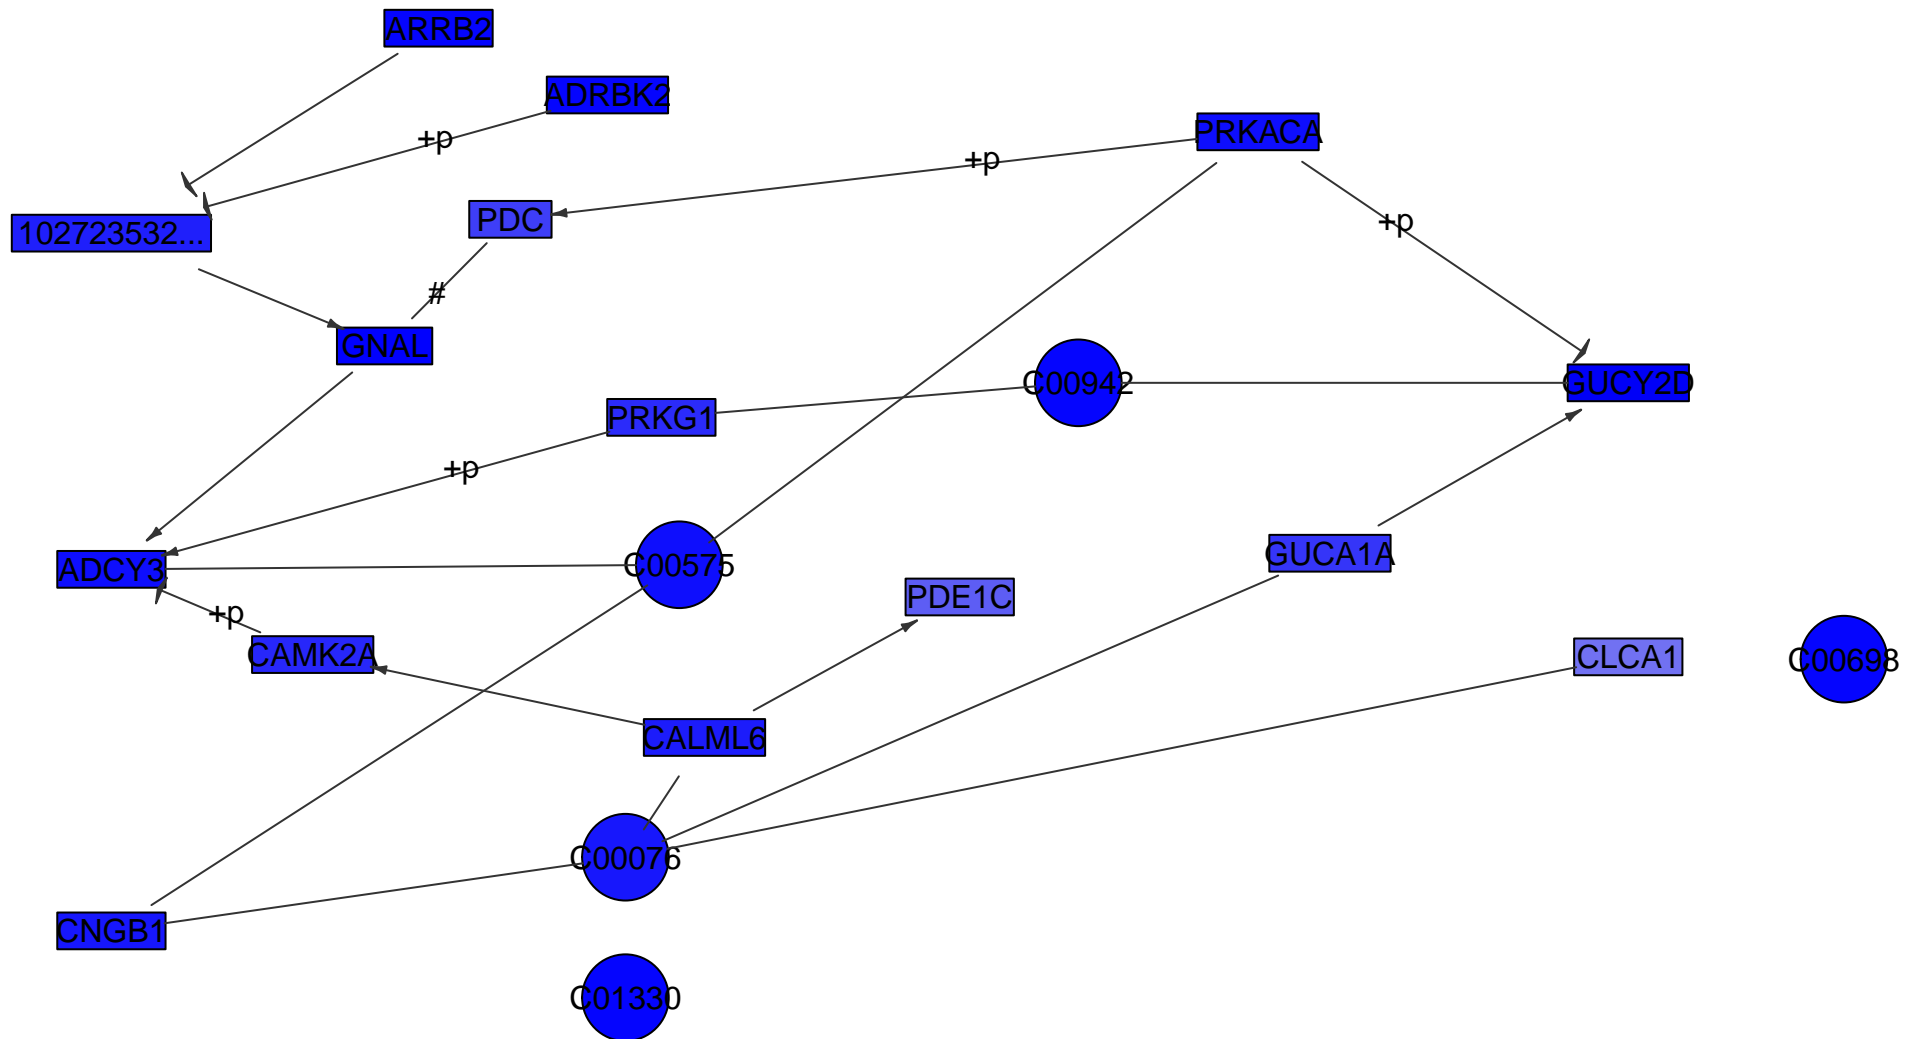 ARRB2
ADRBK2
PRKACA
+p
+p
PDC
+p
102723532...
#
GNAL
C00942
GUCY2D
PRKG1
+p
GUCA1A
C00575
ADCY3
PDE1C
+p
CAMK2A
CLCA1
C00698
CALML6
C00076
CNGB1
C01330